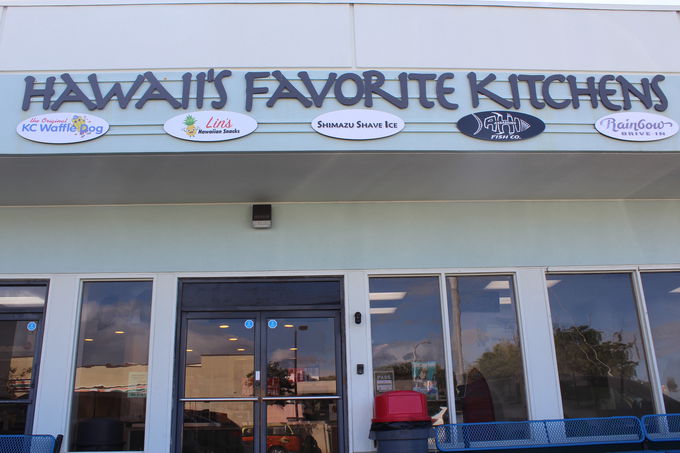 HAWAII'S FAVORITE KITCHENS
the Original
KC Waffle Dog
Lin's
Hawaiian Snacks
SHIMAZU SHAVE ICE
AHI
FISH CO.
Rainbow
DRIVE-IN